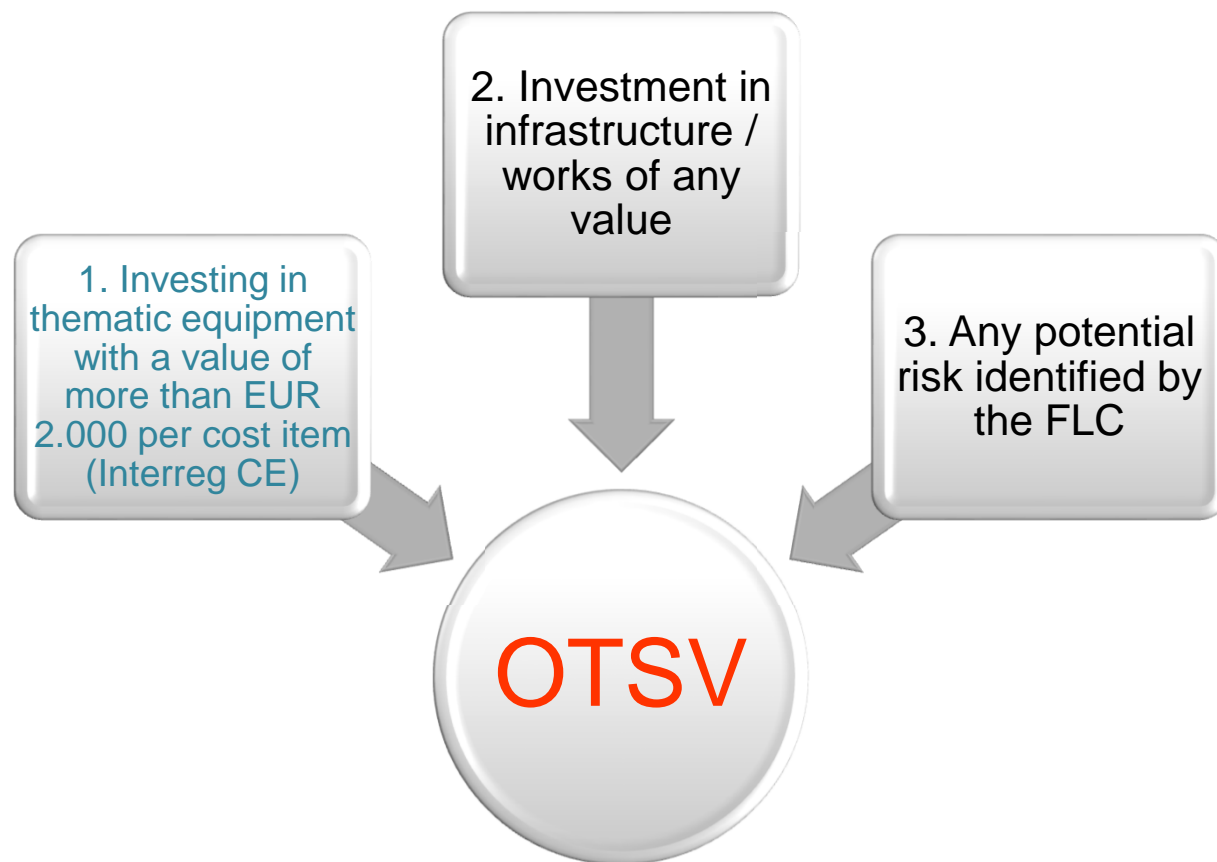 1. Investing in
thematic equipment
with a value of
more than EUR
2.000 per cost item
(Interreg CE)
2. Investment in
infrastructure /
works of any
value
3. Any potential
risk identified by
the FLC
OTSV